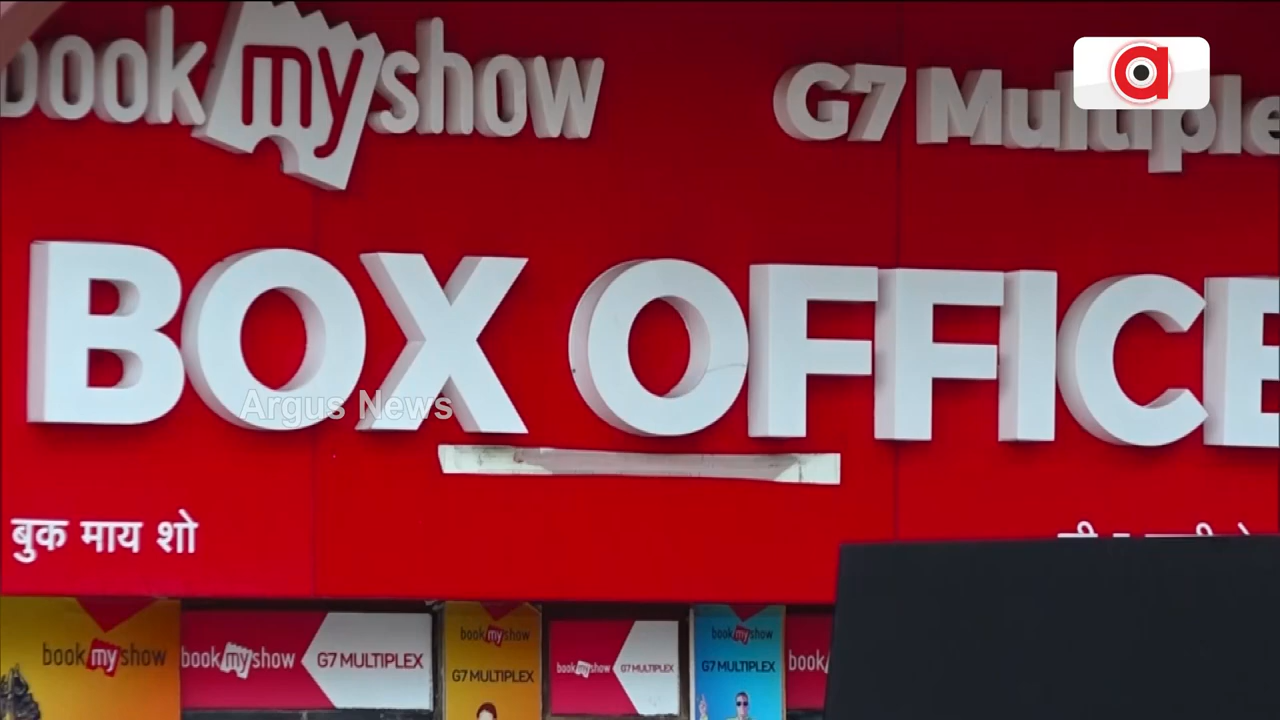 bookmyshow
G7 Multiple
BOX OFFICE
Argus News
बुक माय शो
bookmyshow
bookmyshow G7 MULTIPLEX
bookmyshow
G7 MULTIPLEX
bookmyshow G7 MULTIPLEX
bookmyshow
G7 MULTIPLEX
book